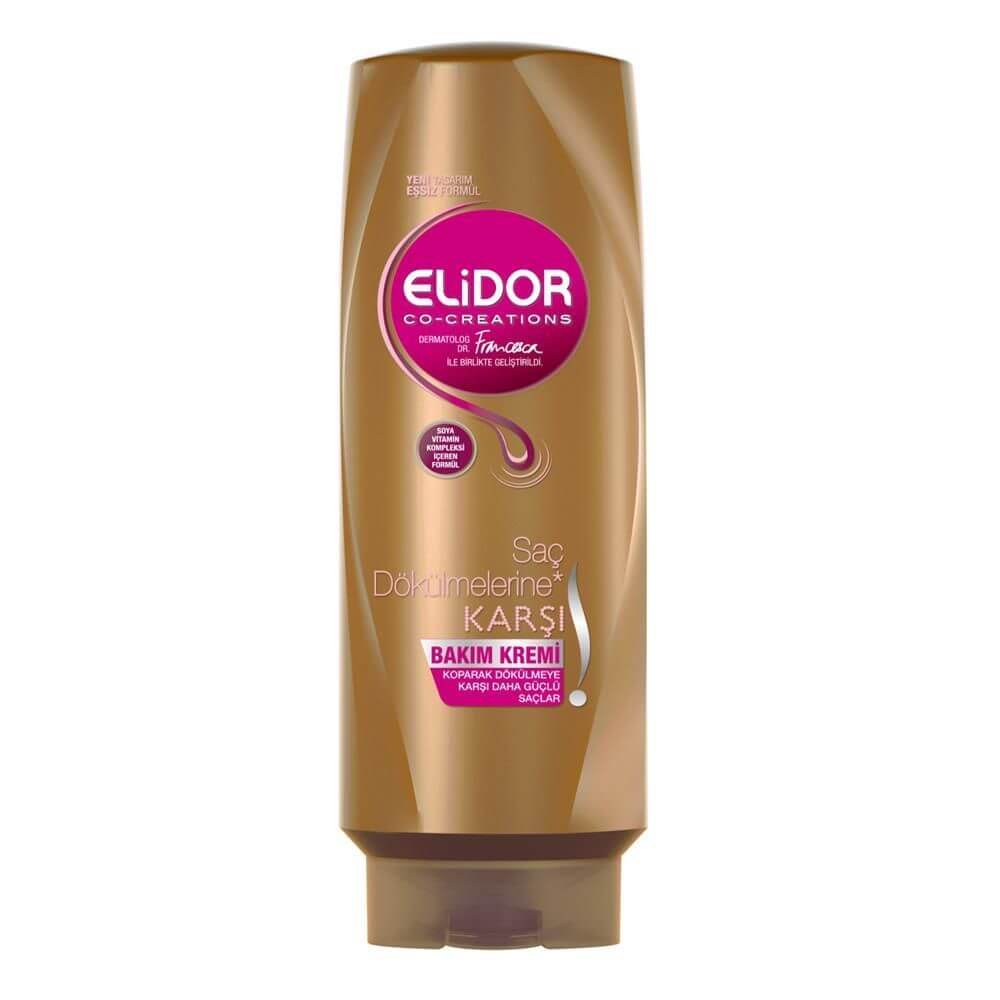 YENİ TASARIM
EŞSİZ FORMÜL
ELiDOR
CO-CREATIONS
DERMATOLOG
DR. Francesca
İLE BİRLİKTE GELİŞTİRİLDİ.
SOYA
VİTAMİN
KOMPLEKSİ
İÇEREN
FORMÜL
Saç
Dökülmelerine*
KARŞI
BAKIM KREMİ
KOPARAK DÖKÜLMEYE
KARŞI DAHA GÜÇLÜ
SAÇLAR